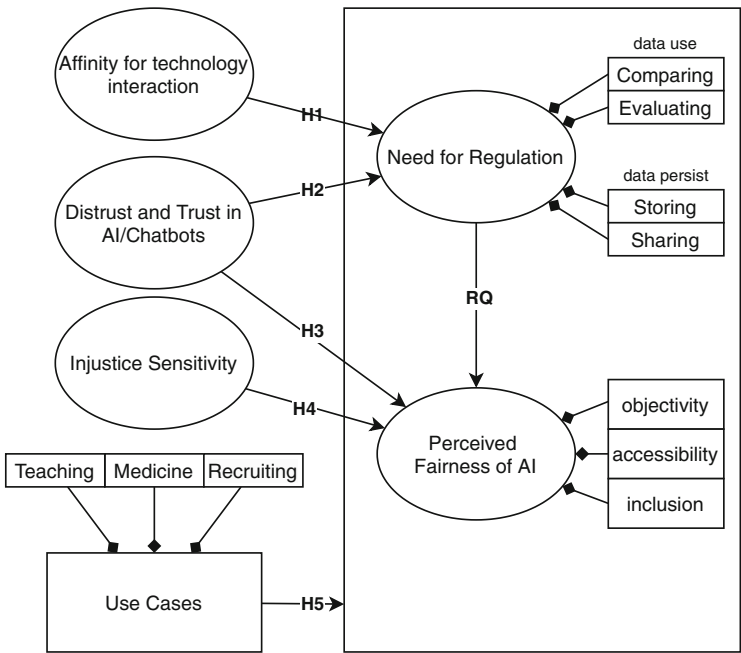 Affinity for technology
interaction
H1
Distrust and Trust in
AI/Chatbots
H2
H3
Injustice Sensitivity
H4
Teaching
Medicine
Recruiting
Use Cases
H5
Need for Regulation
RQ
Perceived
Fairness of AI
data use
Comparing
Evaluating
data persist
Storing
Sharing
objectivity
accessibility
inclusion